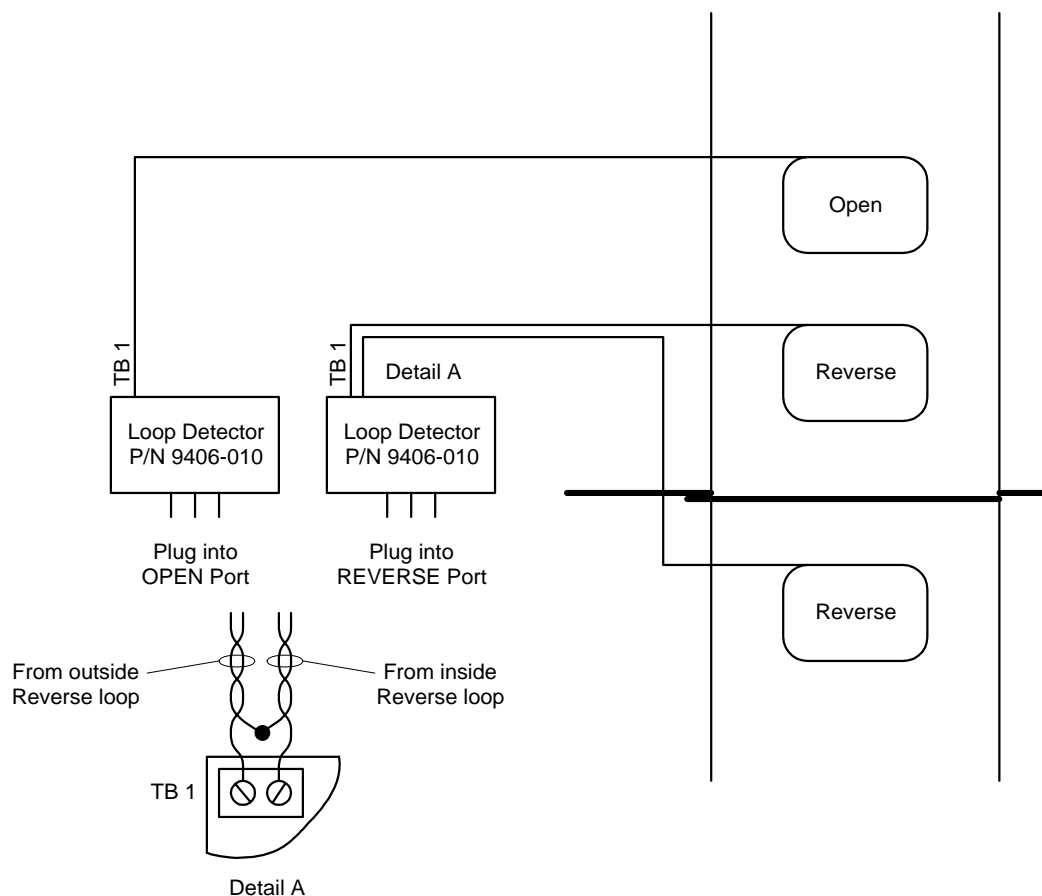 Open
TB 1
TB 1
Detail A
Reverse
Loop Detector
P/N 9406-010
Loop Detector
P/N 9406-010
Plug into
OPEN Port
Plug into
REVERSE Port
Reverse
From outside
Reverse loop
From inside
Reverse loop
TB 1
Detail A